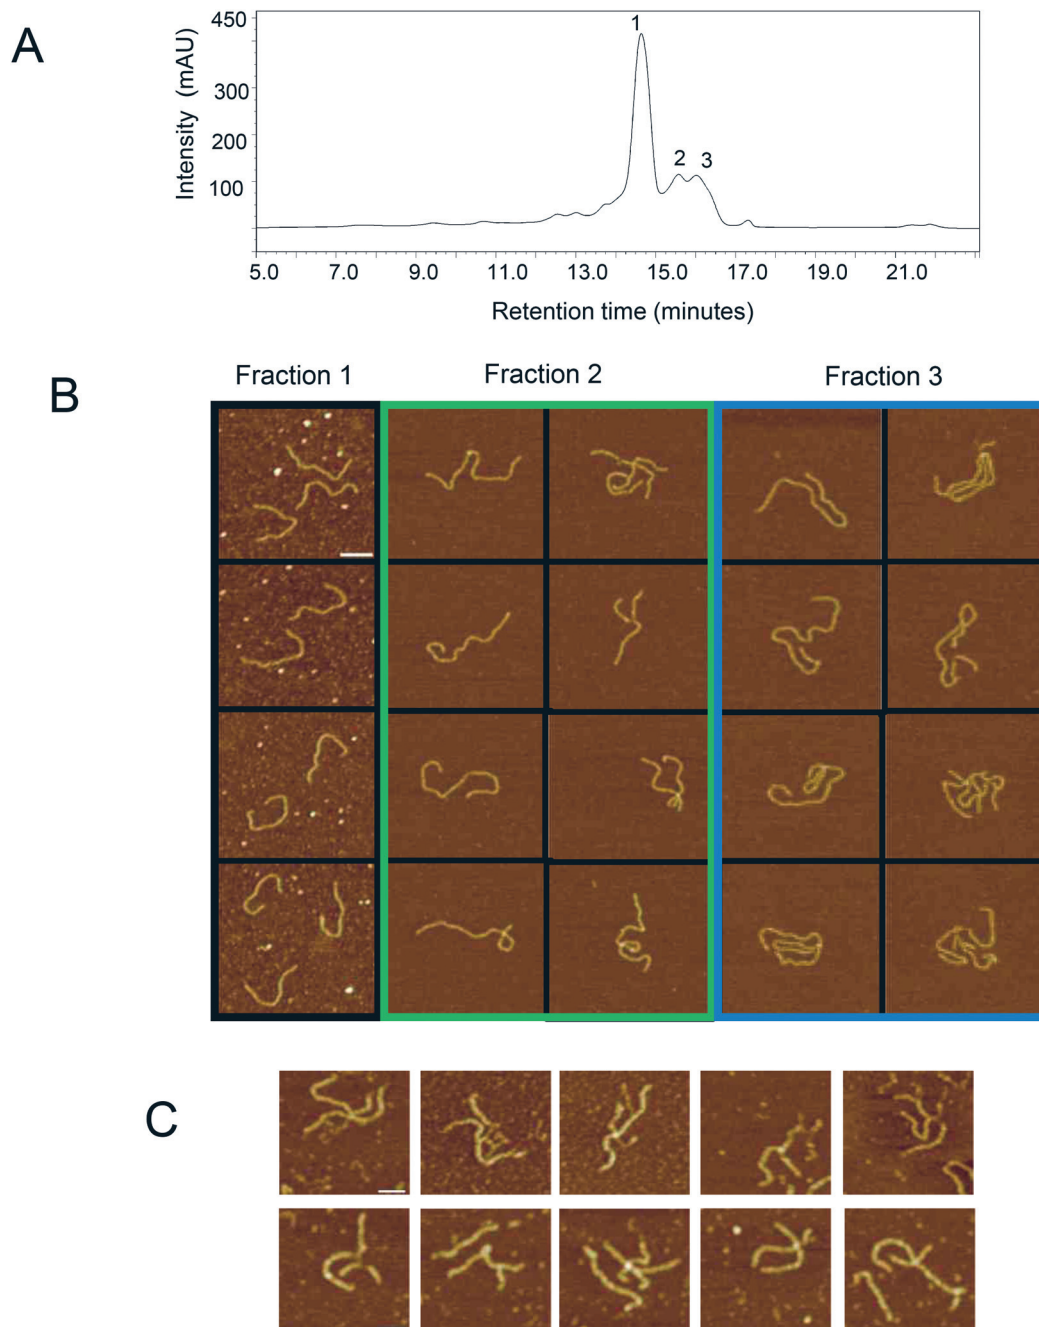 A
1
2 3
450
300
200
100
Intensity (mAU)
5.0 7.0 9.0 11.0 13.0 15.0 17.0 19.0 21.0
Retention time (minutes)
B
Fraction 1 Fraction 2 Fraction 3
C